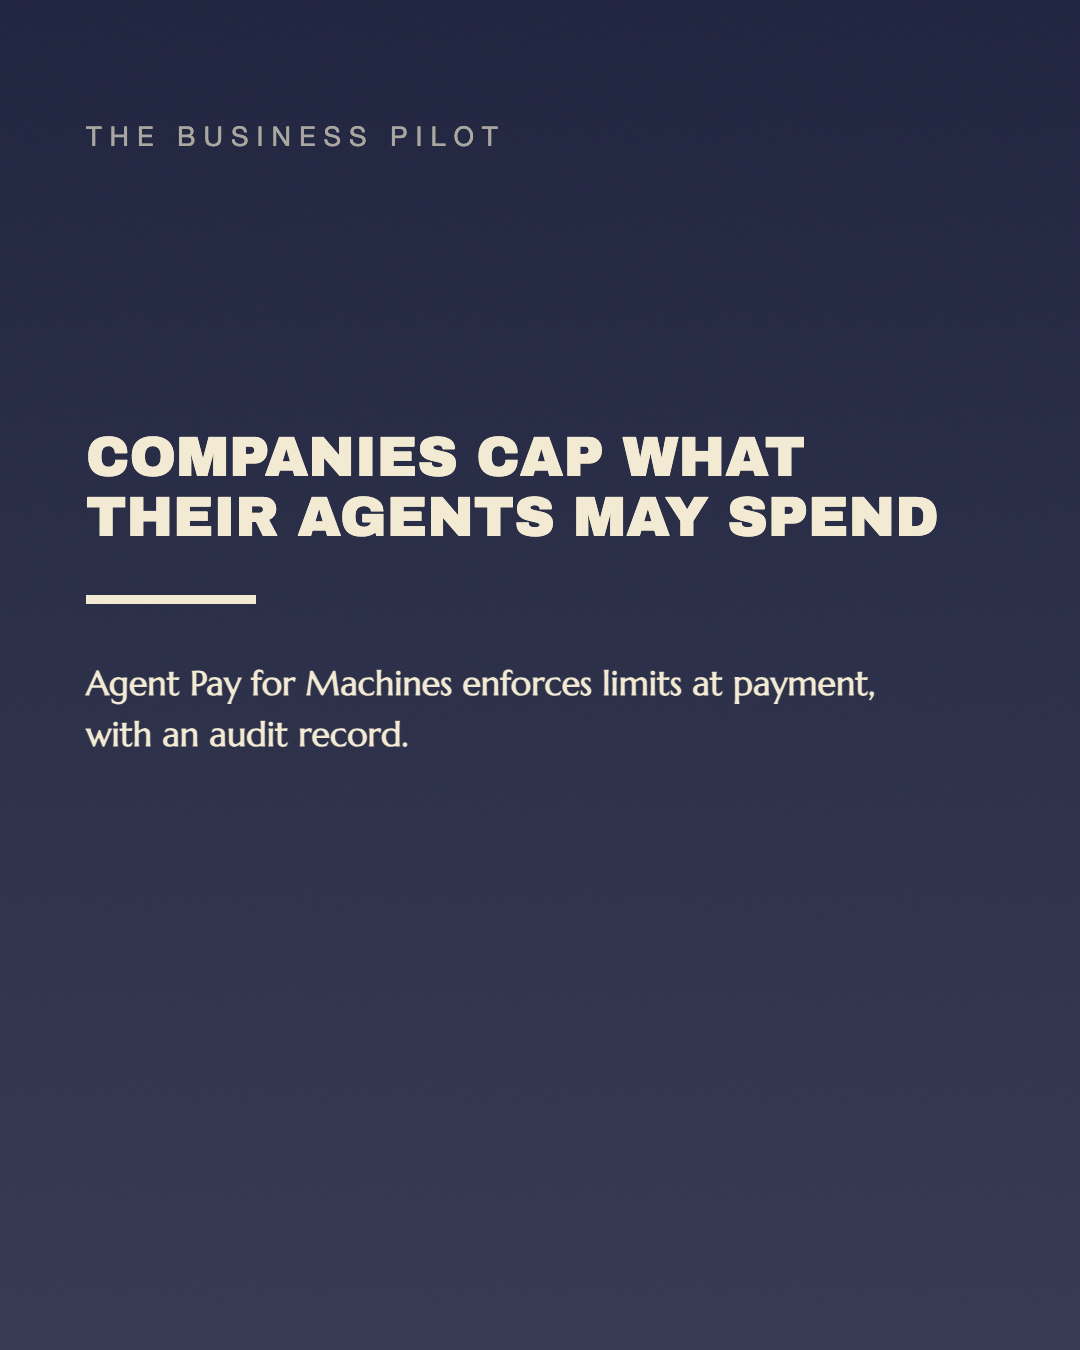 THE BUSINESS PILOT
COMPANIES CAP WHAT
THEIR AGENTS MAY SPEND
Agent Pay for Machines enforces limits at payment,
with an audit record.